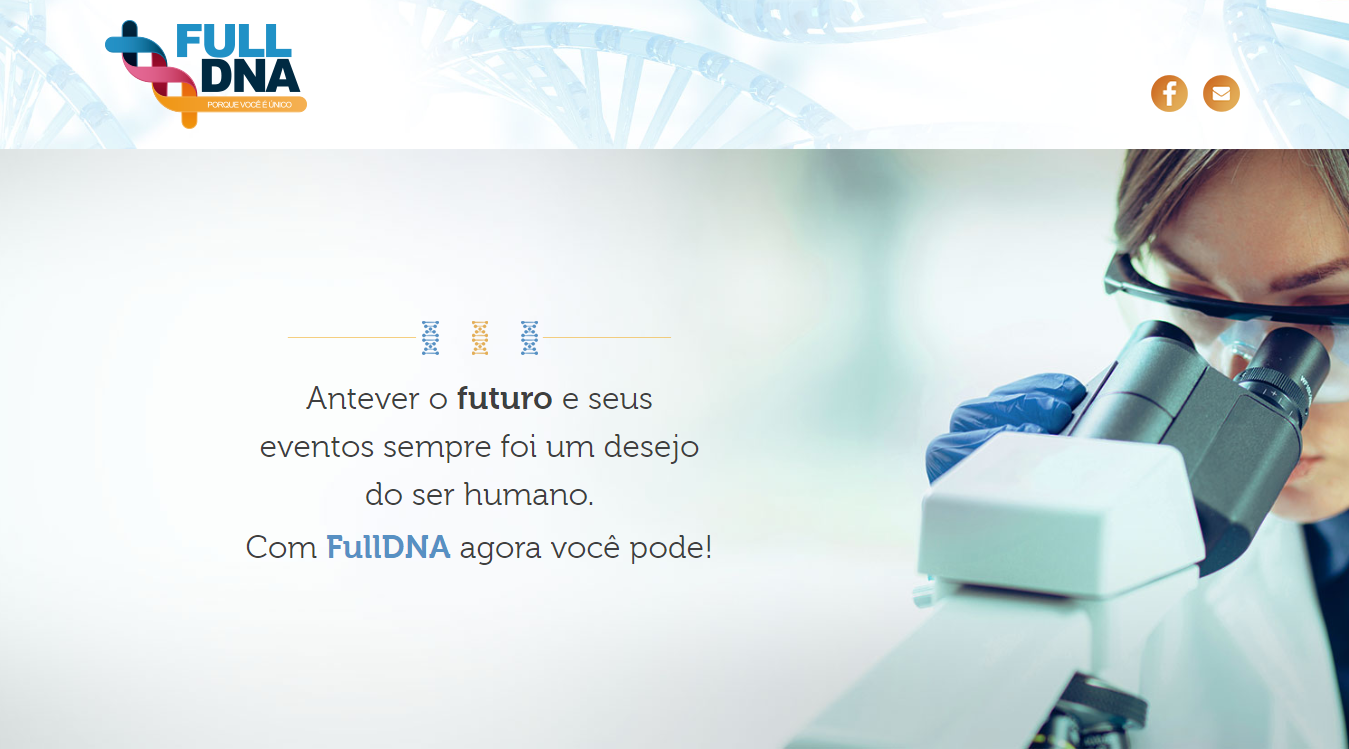 FULL
DNA
PORQUE VOCÊ É ÚNICO
Antever o futuro e seus
eventos sempre foi um desejo
do ser humano.
Com FullDNA agora você pode!